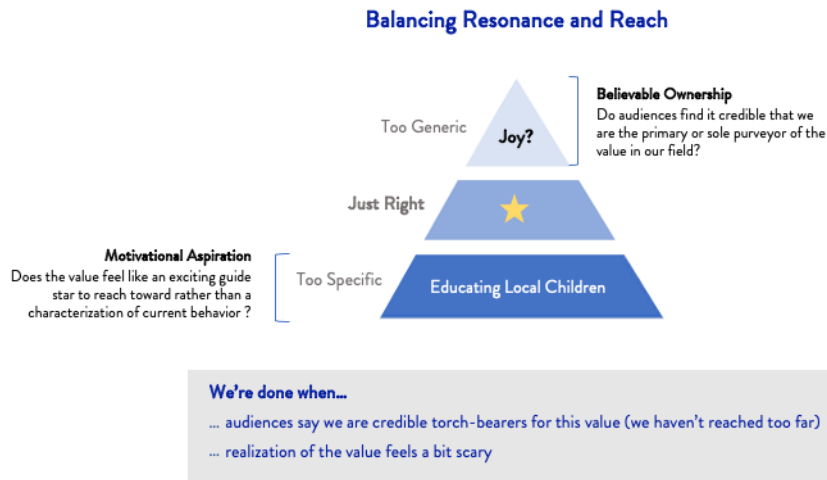 Balancing Resonance and Reach
Too Generic
Joy?
Believable Ownership
Do audiences find it credible that we
are the primary or sole purveyor of the
value in our field?
Just Right
Motivational Aspiration
Does the value feel like an exciting guide
star to reach toward rather than a
characterization of current behavior ?
Too Specific
Educating Local Children
We're done when...
... audiences say we are credible torch-bearers for this value (we haven't reached too far)
... realization of the value feels a bit scary